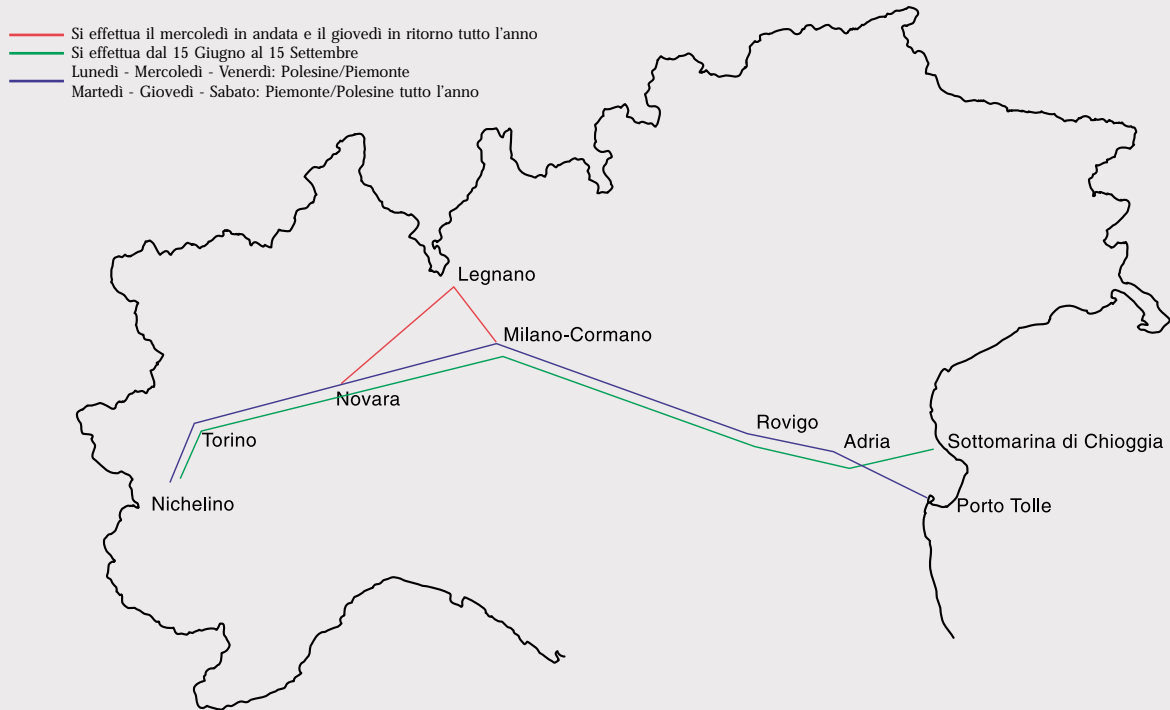 Si effettua il mercoledì in andata e il giovedì in ritorno tutto l'anno
Si effettua dal 15 Giugno al 15 Settembre
Lunedì - Mercoledì - Venerdì: Polesine/Piemonte
Martedì - Giovedì - Sabato: Piemonte/Polesine tutto l'anno
Legnano
Milano-Cormano
Novara
Rovigo
Torino
Adria
Sottomarina di Chioggia
Nichelino
Porto Tolle